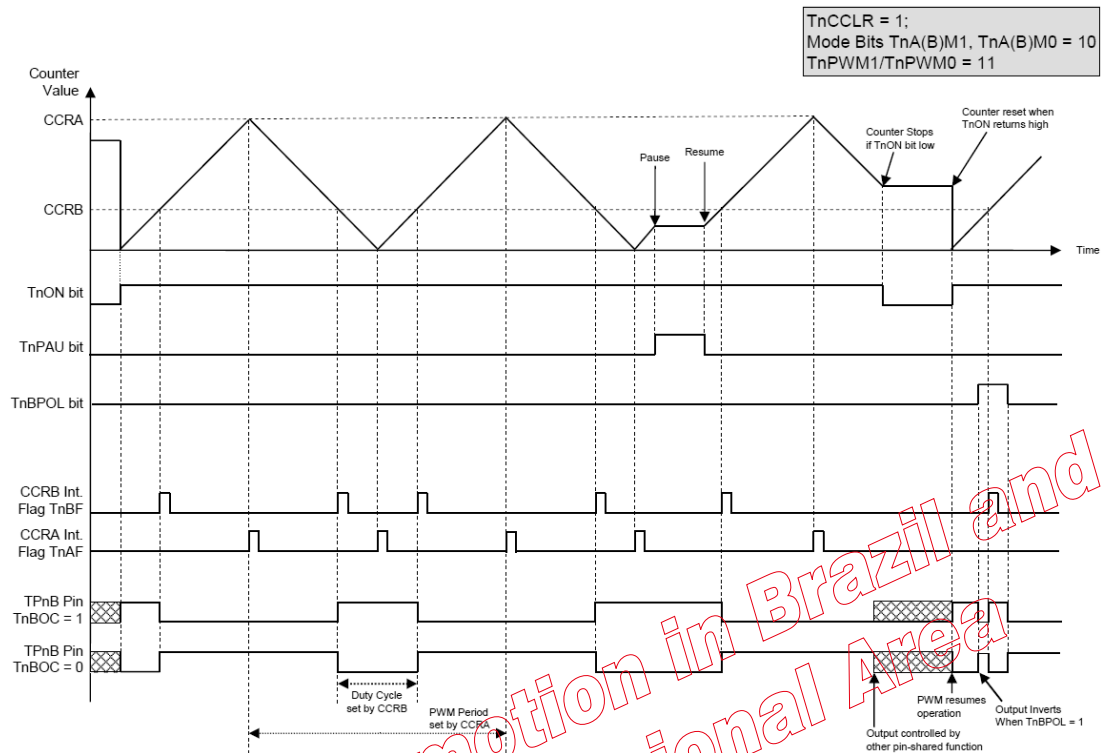 TnCCLR = 1;
Mode Bits TnA(B)M1, TnA(B)M0 = 10
TnPWM1/TnPWM0 = 11
Counter
Value
CCRA
CCRB
Pause
Resume
Counter Stops
if TnON bit low
Counter reset when
TnON returns high
Time
TnON bit
TnPAU bit
TnBPOL bit
CCRB Int.
Flag TnBF
CCRA Int.
Flag TnAF
TPnB Pin
TnBOC = 1
TPnB Pin
TnBOC = 0
Duty Cycle
set by CCRB
PWM Period
set by CCRA
Output controlled by
other pin-shared function
PWM resumes
operation
Output Inverts
When TnBPOL = 1
motion in Brazil and
ional Area